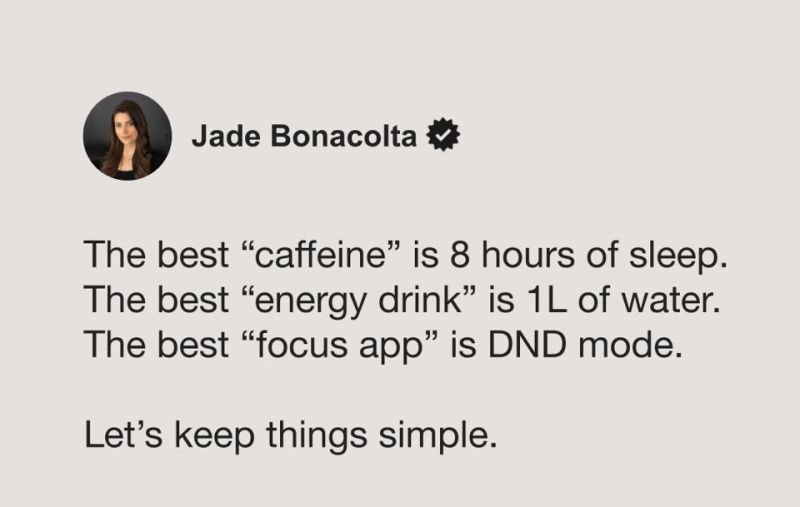 Jade Bonacolta
The best “caffeine” is 8 hours of sleep.
The best “energy drink” is 1L of water.
The best “focus app” is DND mode.
Let’s keep things simple.